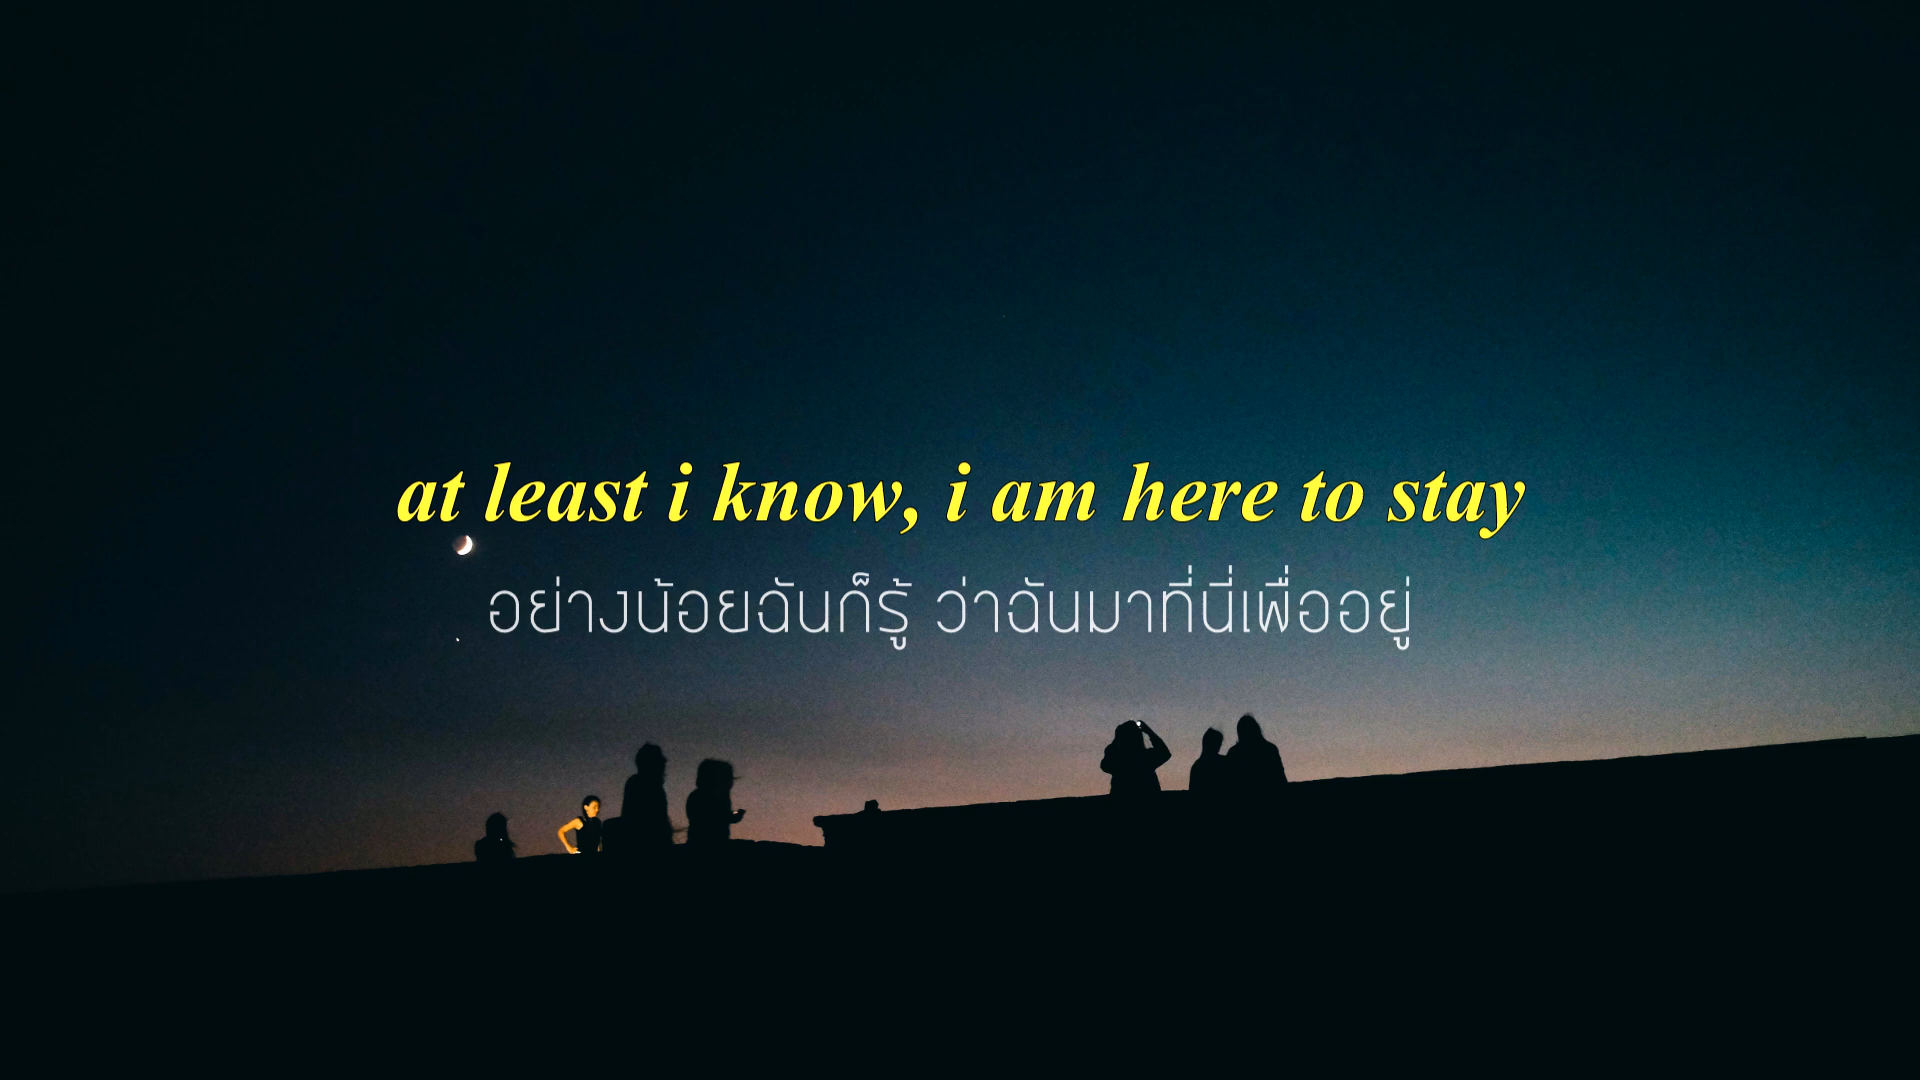 at least i know, i am here to stay
อย่างน้อยฉันก็รู้ ว่าฉันมาที่นี่เพื่ออยู่